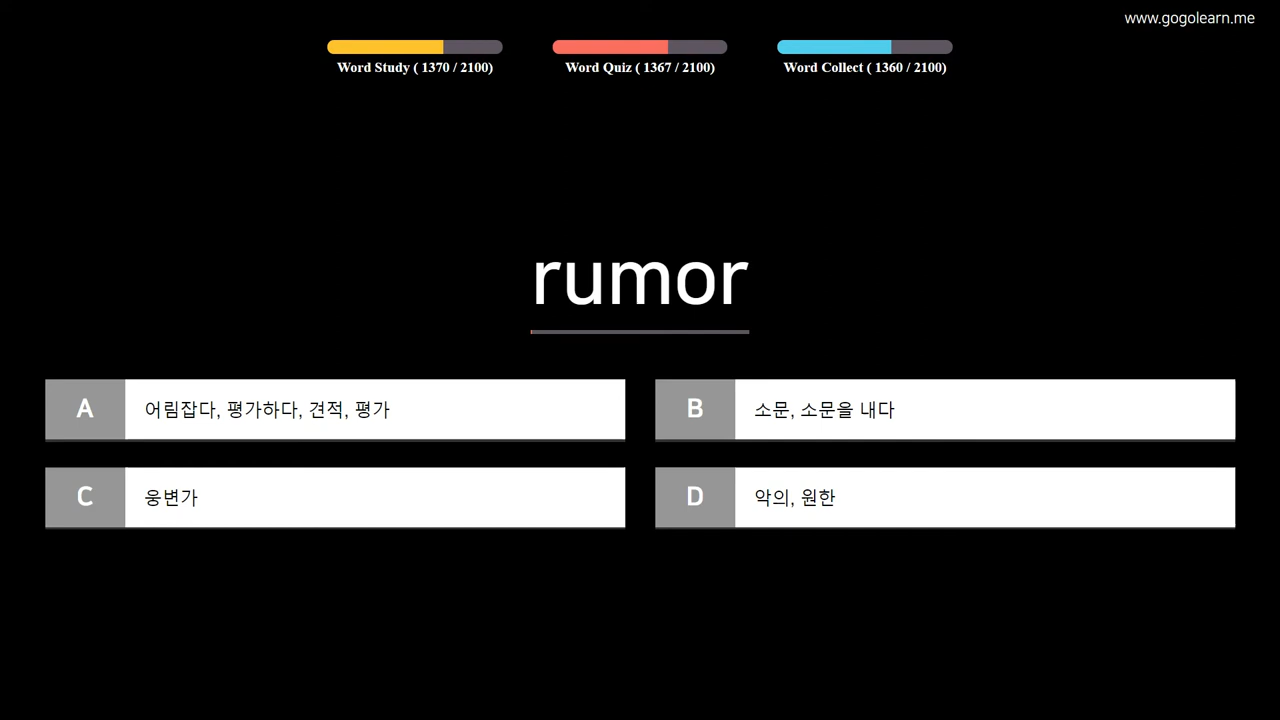 www.gogolearn.me
Word Study ( 1370 / 2100)
Word Quiz ( 1367 / 2100)
Word Collect ( 1360 / 2100)
rumor
A 어림잡다, 평가하다, 견적, 평가
B 소문, 소문을 내다
C 웅변가
D 악의, 원한